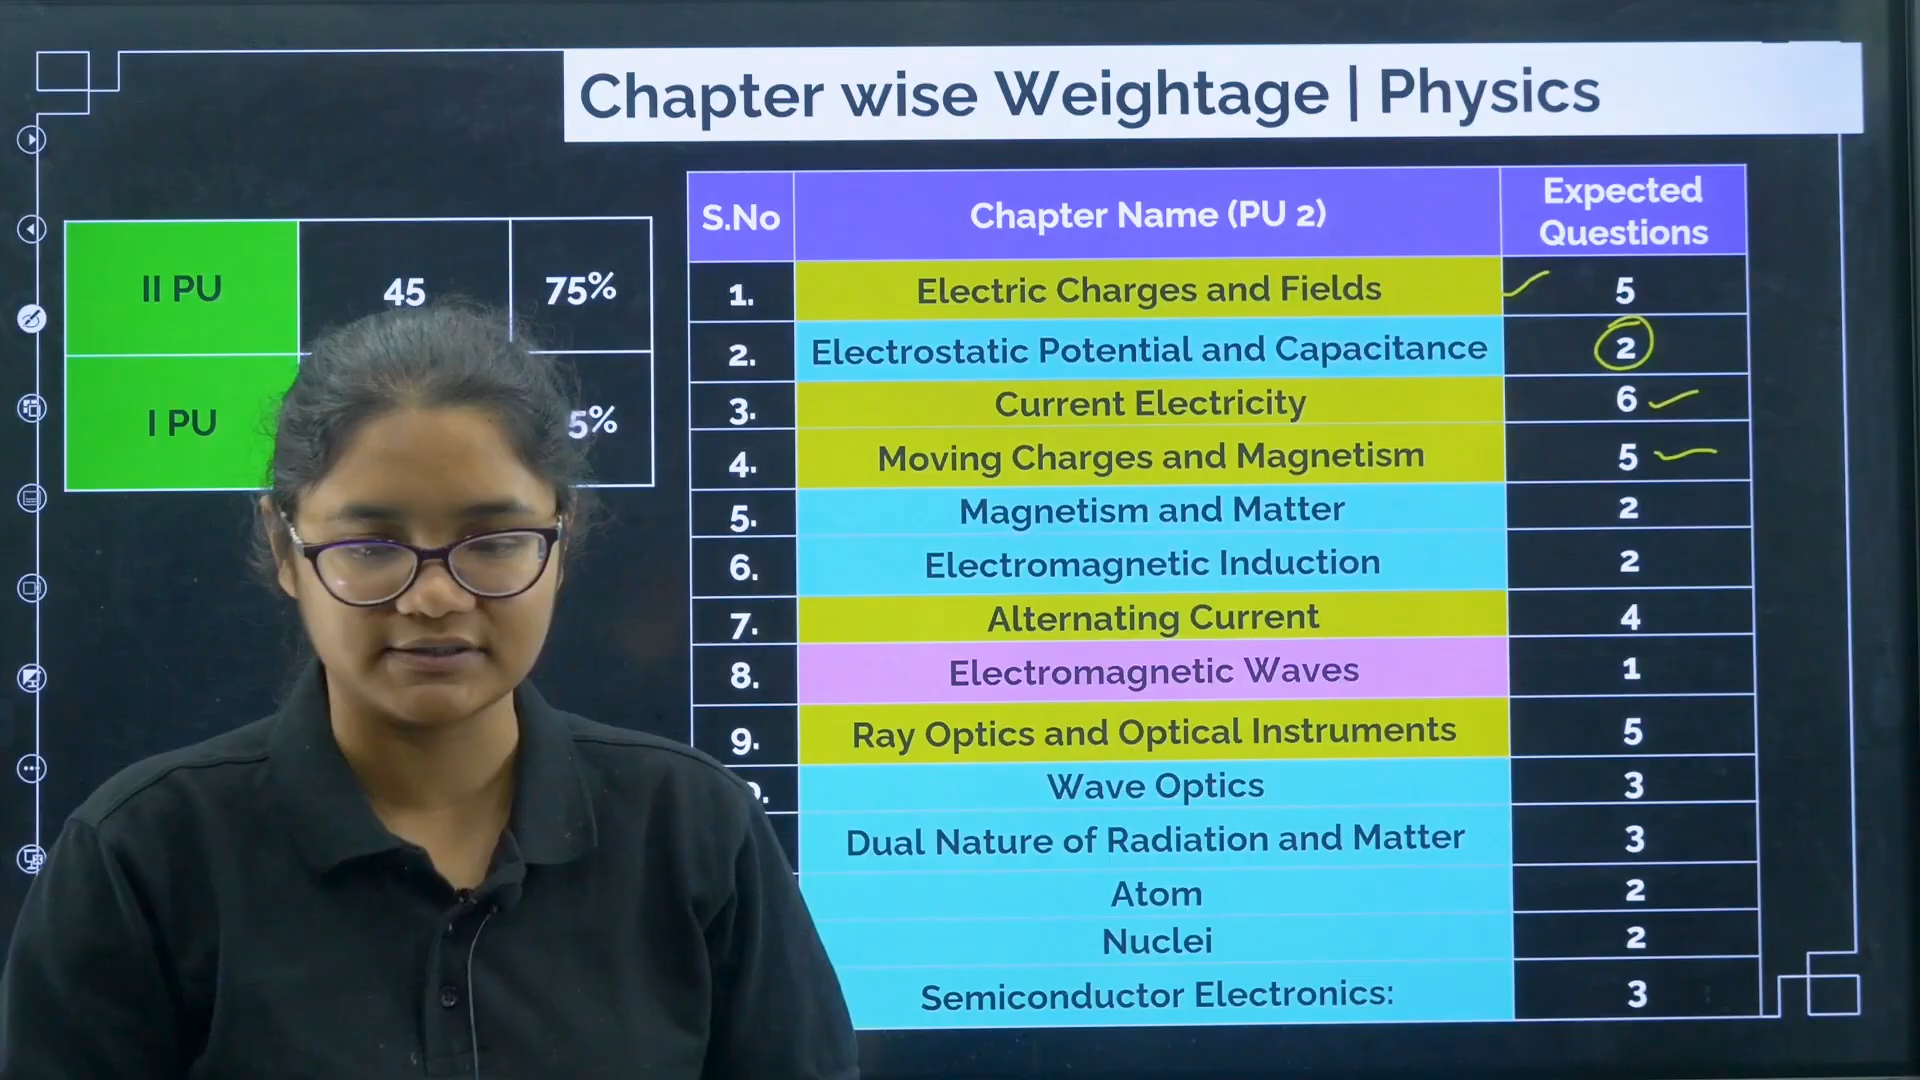 Chapter wise Weightage | Physics
II PU 45 75%
I PU 5%
S.No Chapter Name (PU 2) Expected Questions
1. Electric Charges and Fields 5
2. Electrostatic Potential and Capacitance 2
3. Current Electricity 6
4. Moving Charges and Magnetism 5
5. Magnetism and Matter 2
6. Electromagnetic Induction 2
7. Alternating Current 4
8. Electromagnetic Waves 1
9. Ray Optics and Optical Instruments 5
Wave Optics 3
Dual Nature of Radiation and Matter 3
Atom 2
Nuclei 2
Semiconductor Electronics: 3